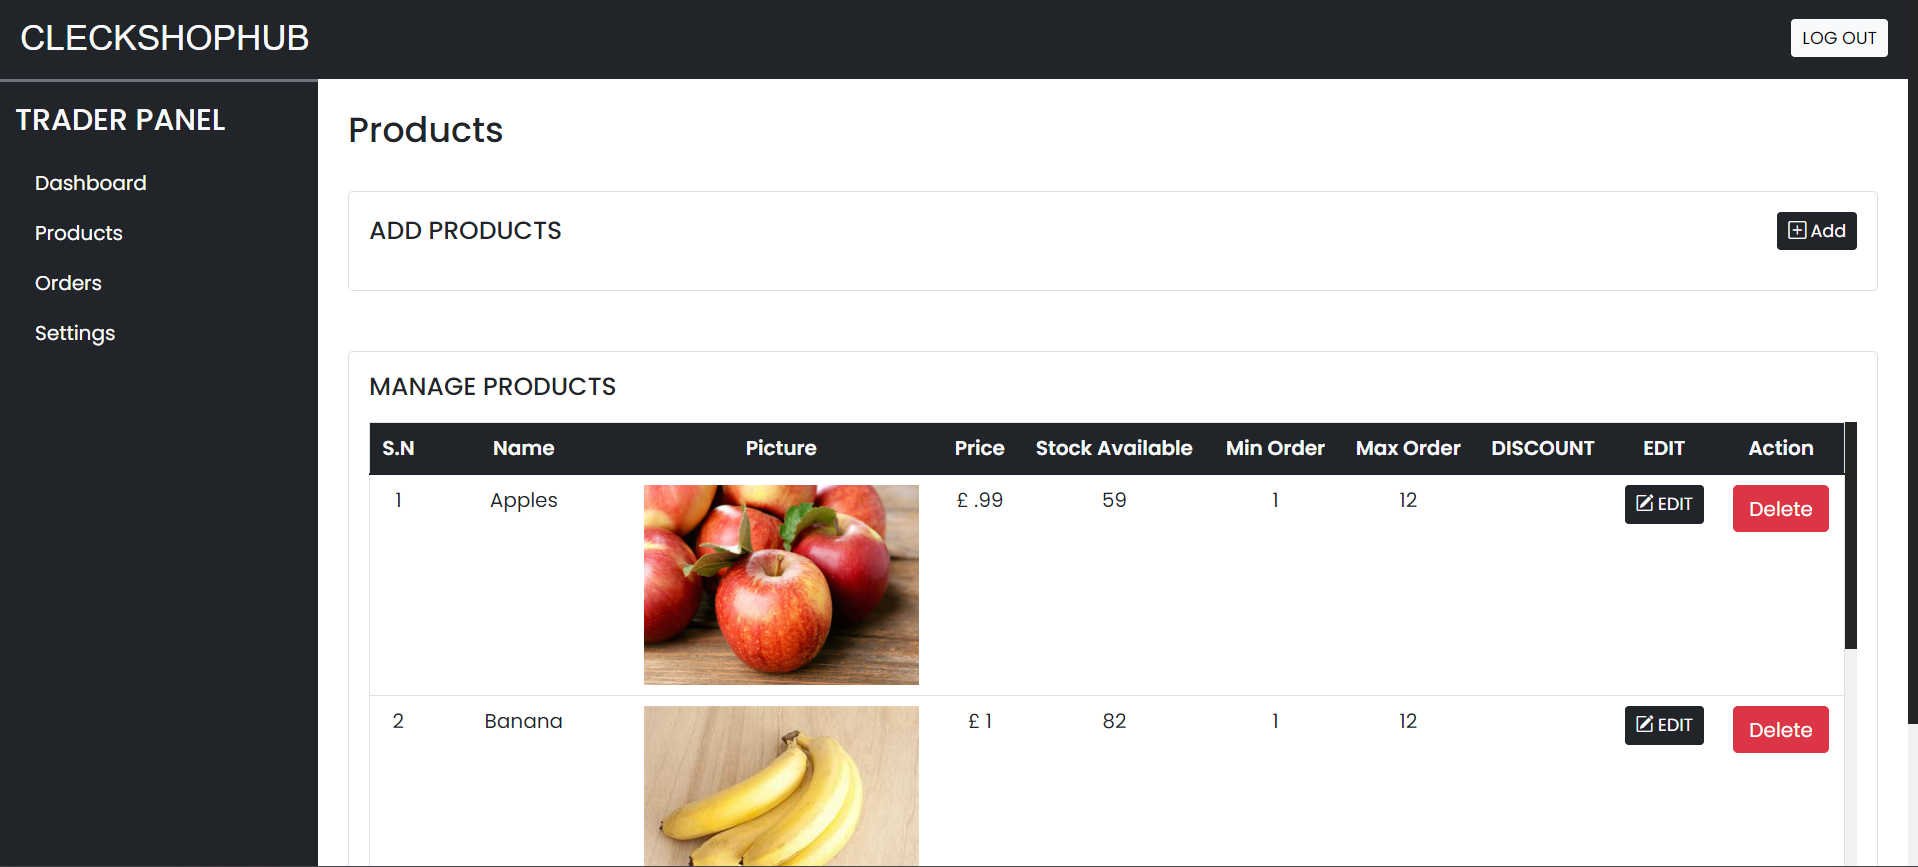 CLECKSHOPHUB
LOG OUT
TRADER PANEL
Dashboard
Products
Orders
Settings
Products
ADD PRODUCTS
Add
MANAGE PRODUCTS
S.N Name Picture Price Stock Available Min Order Max Order DISCOUNT EDIT Action
1 Apples £ .99 59 1 12 EDIT Delete
2 Banana £ 1 82 1 12 EDIT Delete